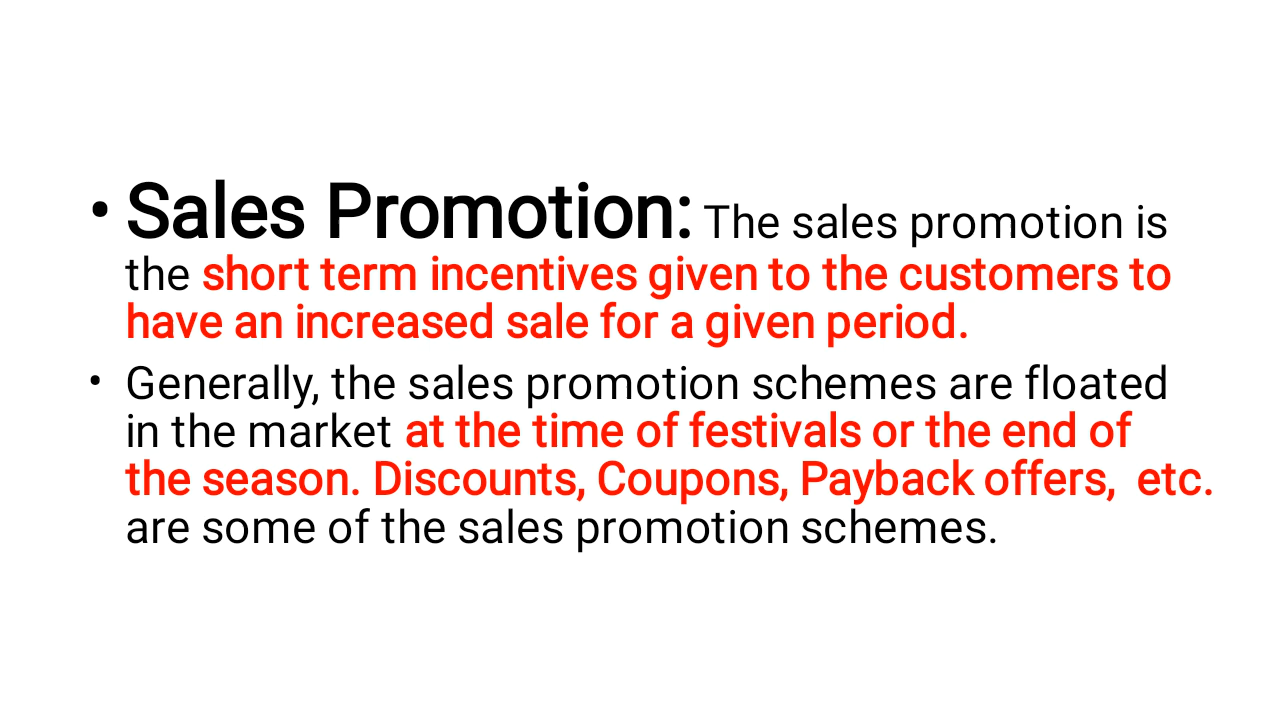 • Sales Promotion: The sales promotion is
the short term incentives given to the customers to
have an increased sale for a given period.
• Generally, the sales promotion schemes are floated
in the market at the time of festivals or the end of
the season. Discounts, Coupons, Payback offers,  etc.
are some of the sales promotion schemes.